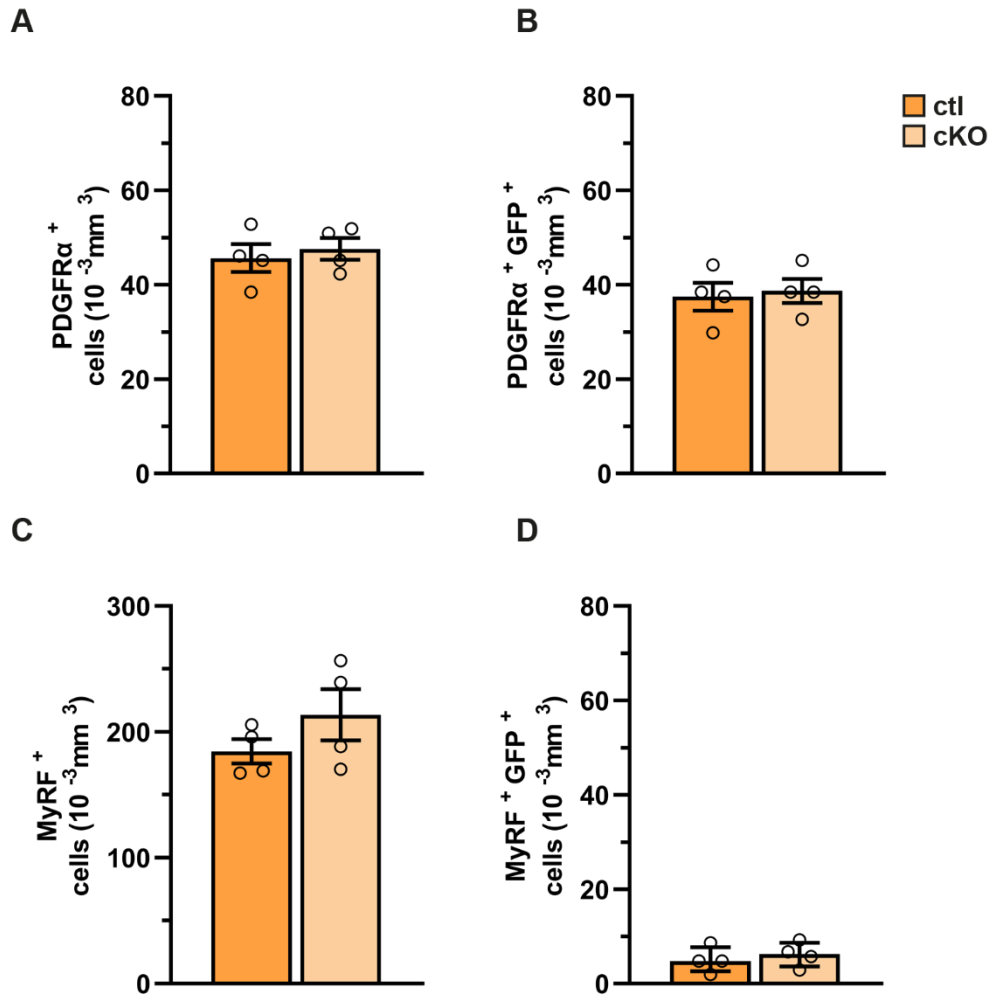 A
B
80
60
40
20
0
PDGFRα +
cells (10 -3mm 3)
80
60
40
20
0
PDGFRα + GFP +
cells (10 -3mm 3)
ctl
cKO
C
D
300
200
100
0
MyRF +
cells (10 -3mm 3)
80
60
40
20
0
MyRF + GFP +
cells (10 -3mm 3)